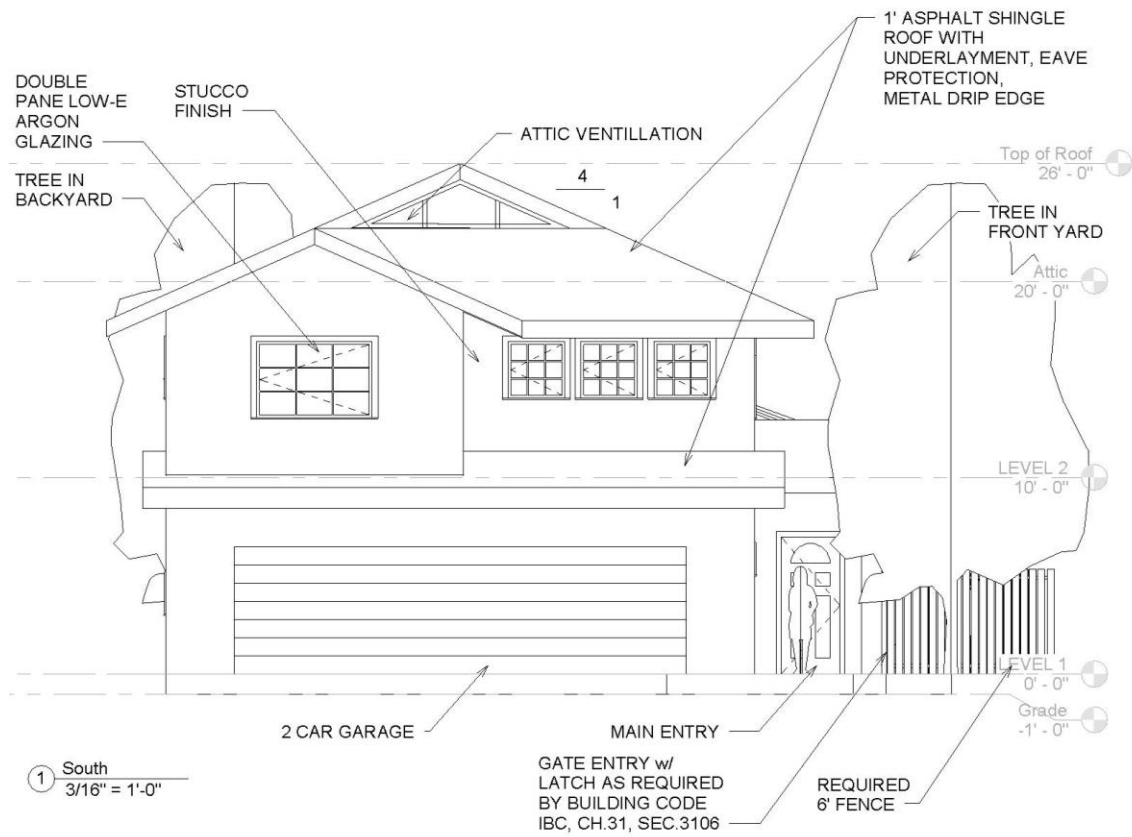 1' ASPHALT SHINGLE
ROOF WITH
UNDERLAYMENT, EAVE
PROTECTION,
METAL DRIP EDGE
DOUBLE
PANE LOW-E
ARGON
GLAZING
STUCCO
FINISH
ATTIC VENTILLATION
TREE IN
BACKYARD
4
1
Top of Roof
26' - 0"
TREE IN
FRONT YARD
Attic
20' - 0"
LEVEL 2
10' - 0"
LEVEL 1
0' - 0"
Grade
-1' - 0"
2 CAR GARAGE
MAIN ENTRY
GATE ENTRY w/
LATCH AS REQUIRED
BY BUILDING CODE
IBC, CH.31, SEC.3106
REQUIRED
6' FENCE
1
South
3/16" = 1'-0"